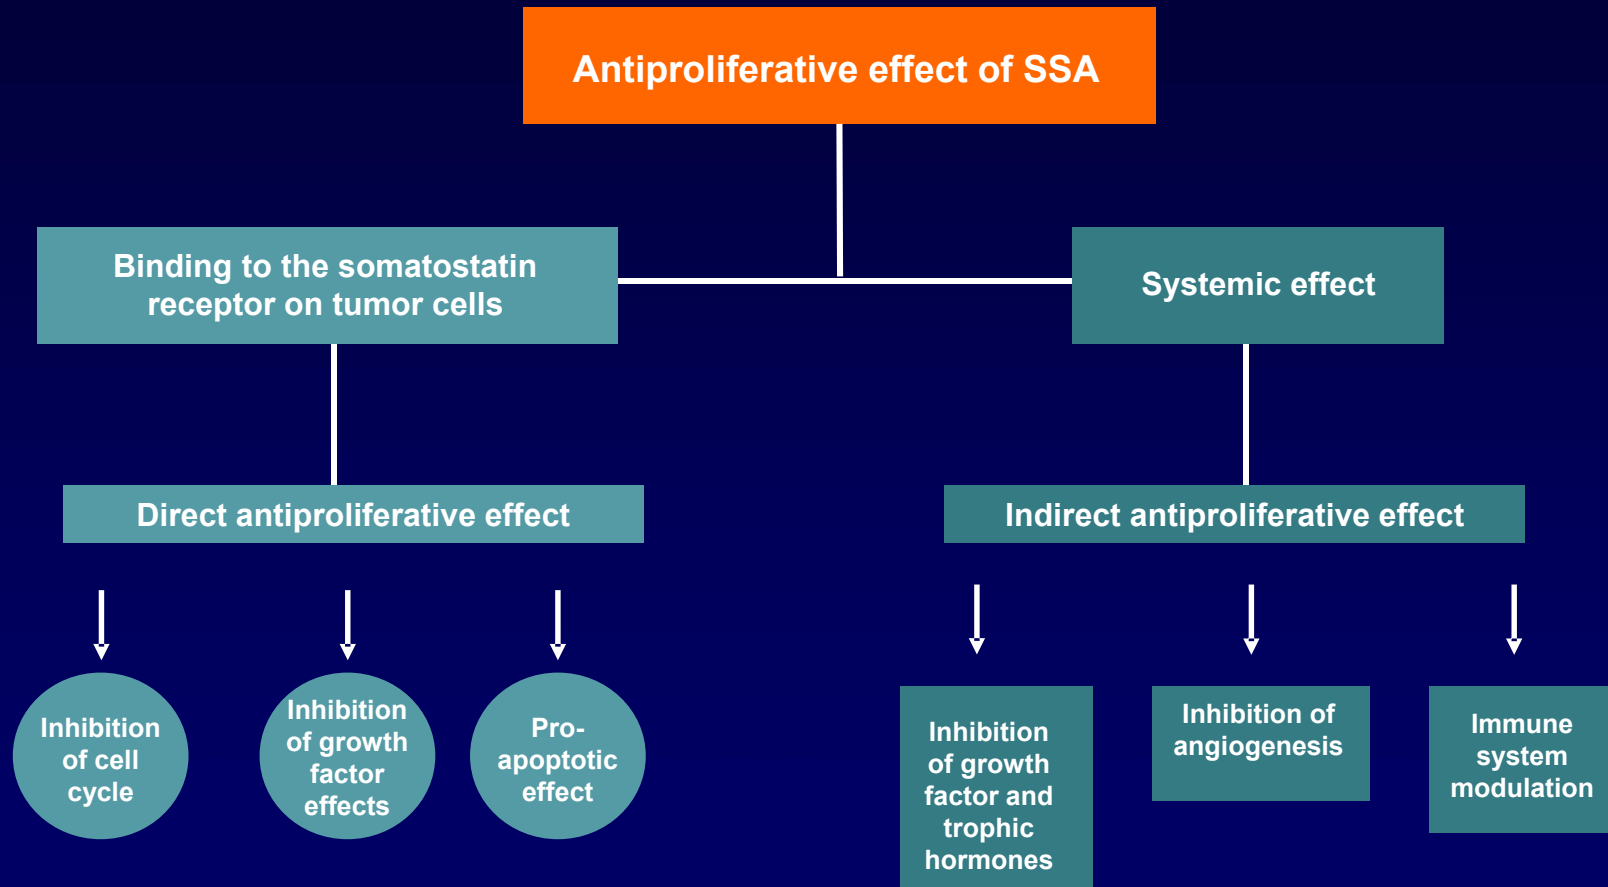 Antiproliferative effect of SSA
Binding to the somatostatin
receptor on tumor cells
Systemic effect
Direct antiproliferative effect
Indirect antiproliferative effect
Inhibition
of cell
cycle
Inhibition
of growth
factor
effects
Pro-
apoptotic
effect
Inhibition
of growth
factor and
trophic
hormones
Inhibition of
angiogenesis
Immune
system
modulation